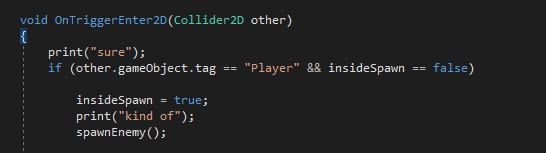 void OnTriggerEnter2D(Collider2D other)
{
print("sure");
if (other.gameObject.tag == "Player" && insideSpawn == false)
insideSpawn = true;
print("kind of");
spawnEnemy();